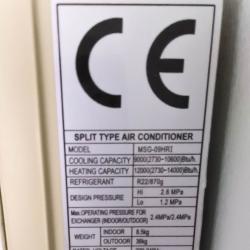 CE
SPLIT TYPE AIR CONDITIONER
MODEL MSG-09HRI
COOLING CAPACITY 9000(2730~10600)Btu/h
HEATING CAPACITY 12000(2730~14000)Btu/h
REFRIGERANT R22/870g
DESIGN PRESSURE Hi 2.6 MPa
Lo 1.2 MPa
Max.OPERATING PRESSURE FOR
EXCHANGER (INDOOR/OUTDOOR) 2.4MPa/2.4MPa
WEIGHT INDOOR 8.5kg
OUTDOOR 36kg